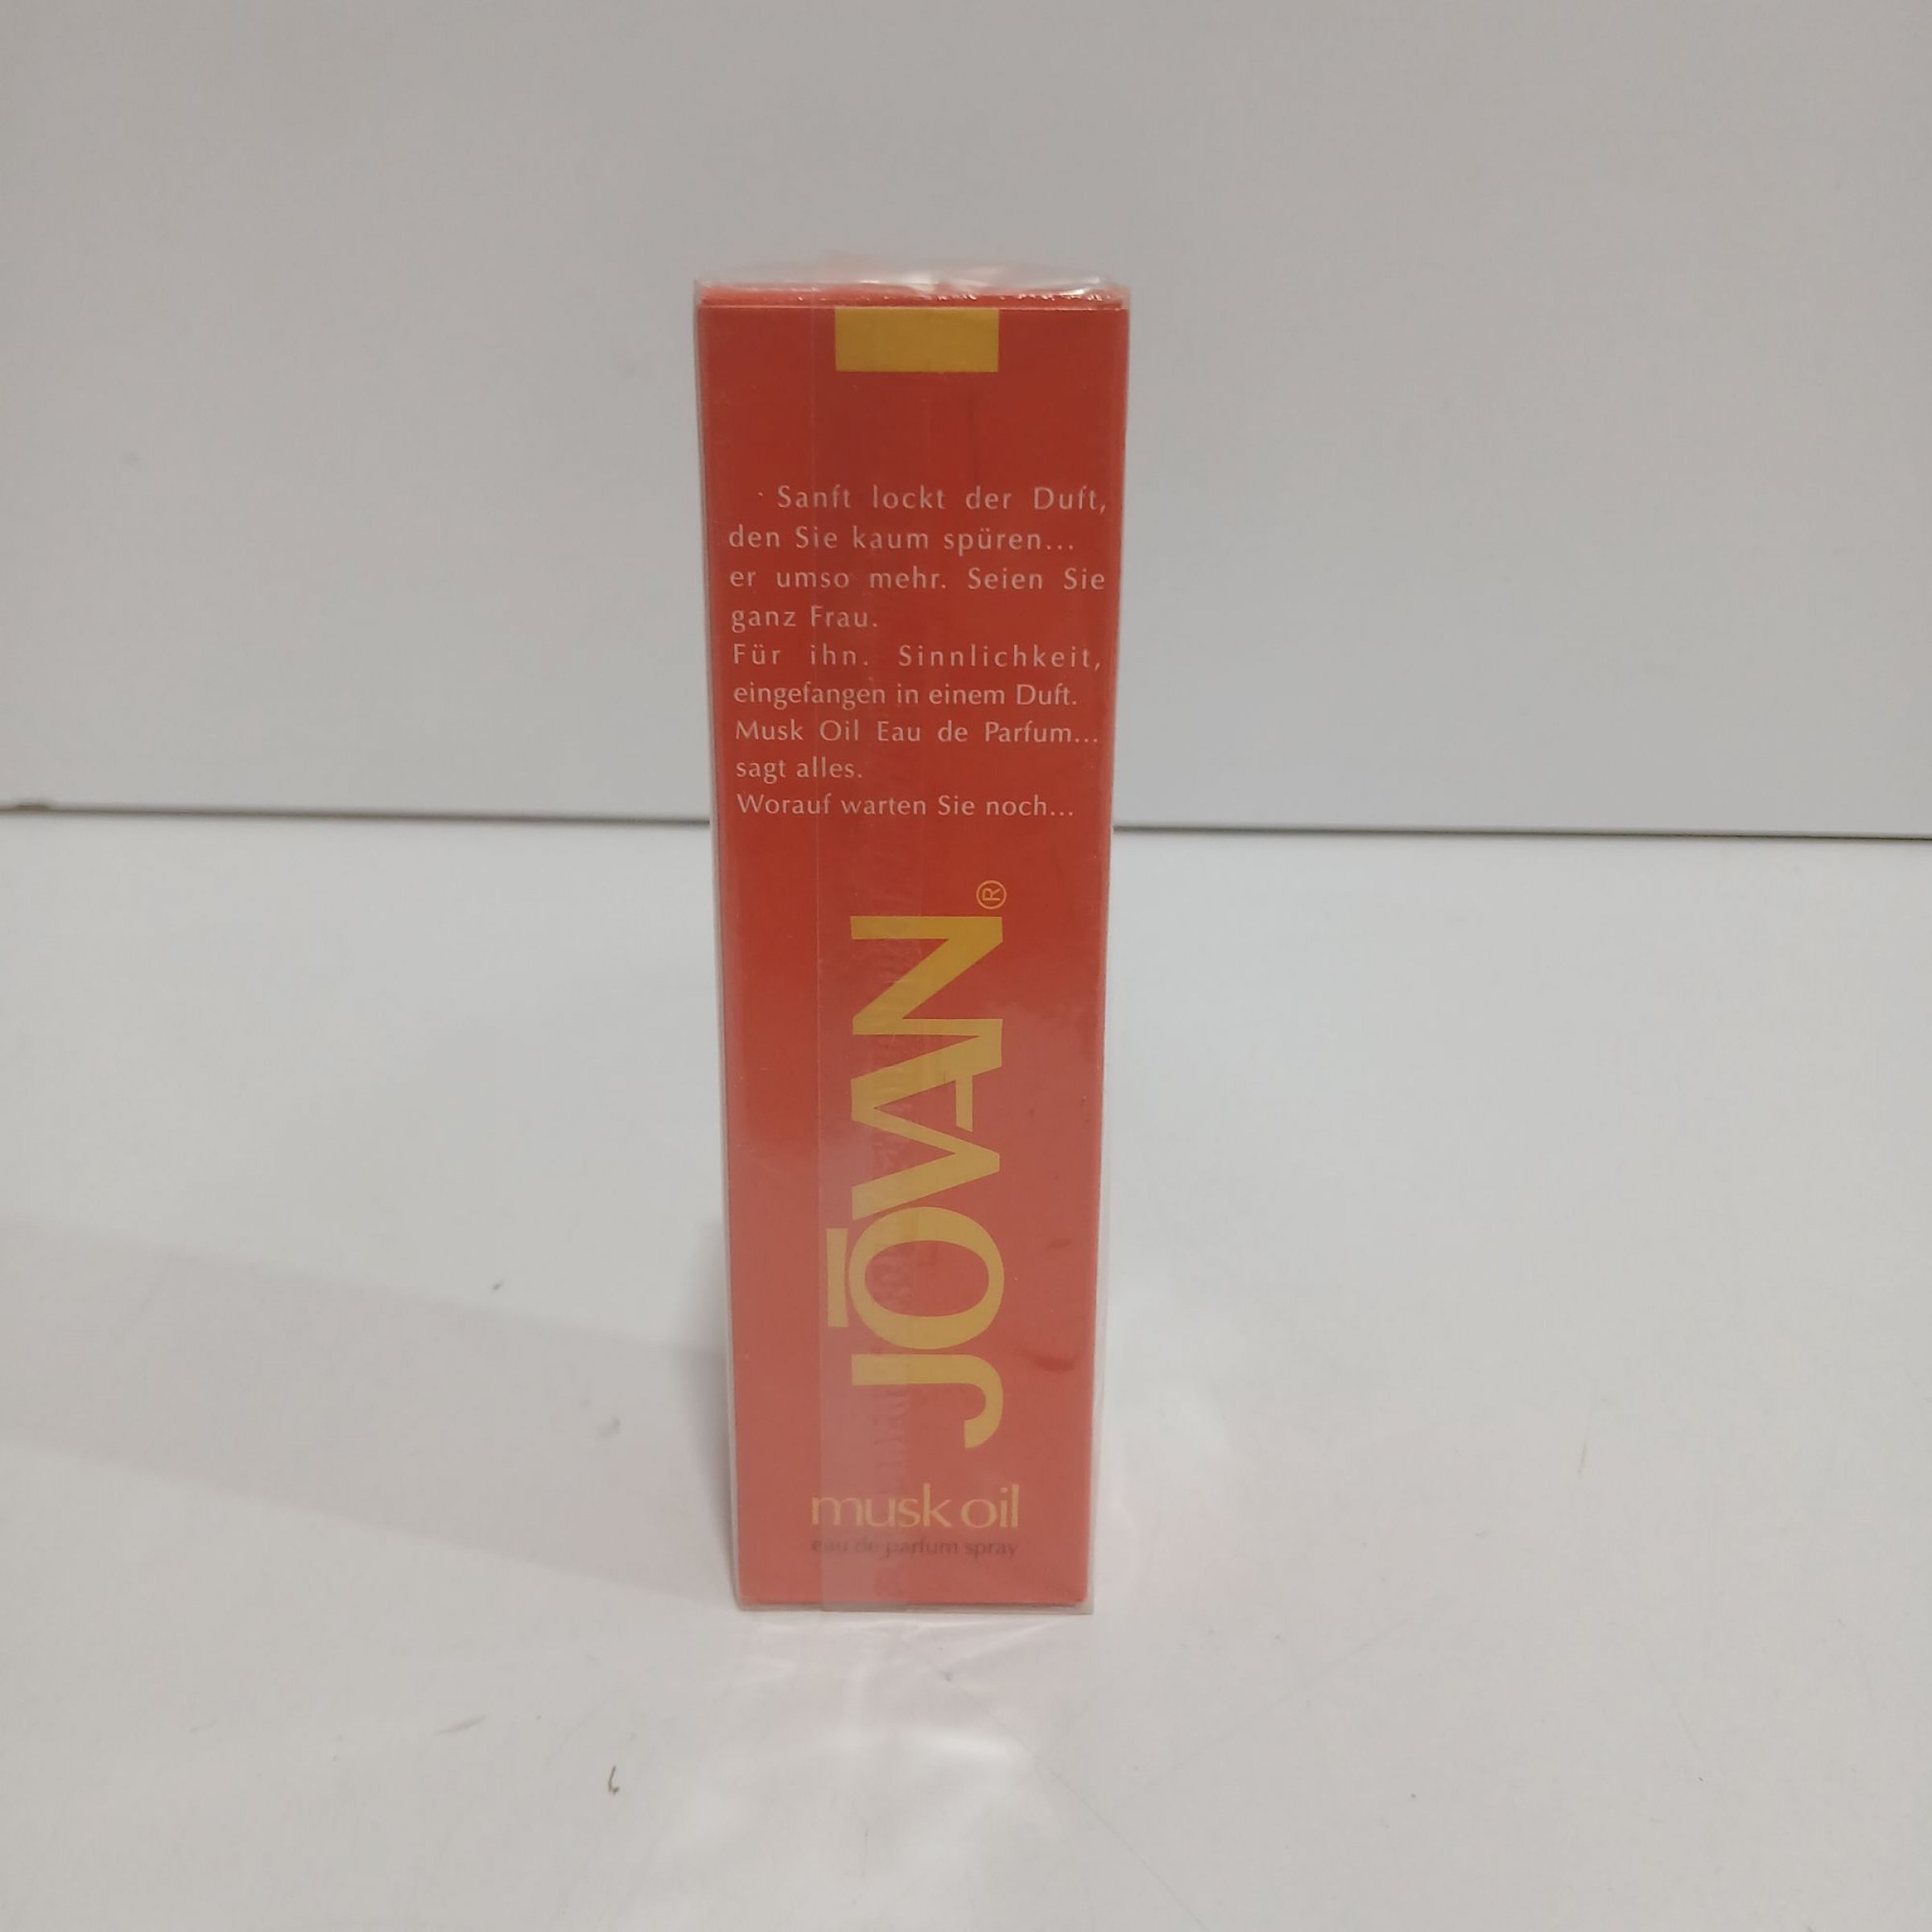 Sanft lockt der Duft,
den Sie kaum spüren...
er umso mehr. Seien Sie
ganz Frau.
Für ihn. Sinnlichkeit,
eingefangen in einem Duft.
Musk Oil Eau de Parfum...
sagt alles.
Worauf warten Sie noch...
JŌVAN®
musk oil
eau de parfum spray